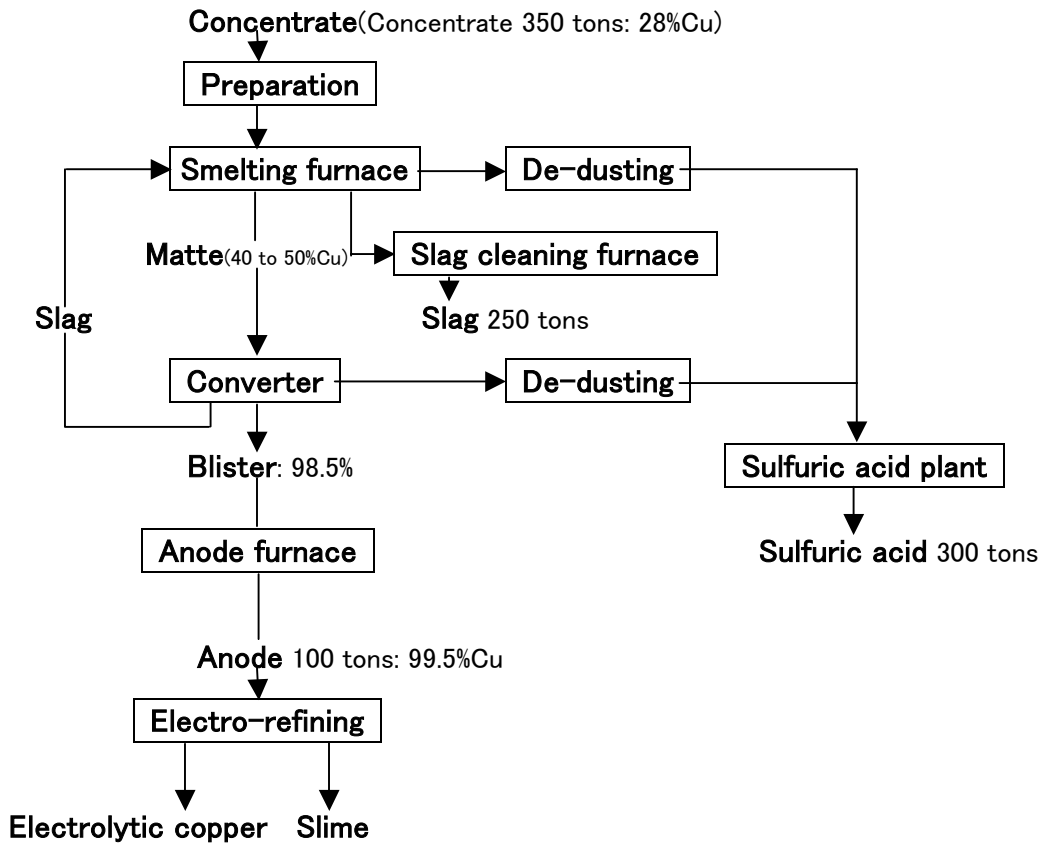 Concentrate(Concentrate 350 tons: 28%Cu)
Preparation
Smelting furnace
De-dusting
Matte(40 to 50%Cu)
Slag cleaning furnace
Slag
Slag 250 tons
Converter
De-dusting
Blister: 98.5%
Sulfuric acid plant
Anode furnace
Sulfuric acid 300 tons
Anode 100 tons: 99.5%Cu
Electro-refining
Electrolytic copper
Slime